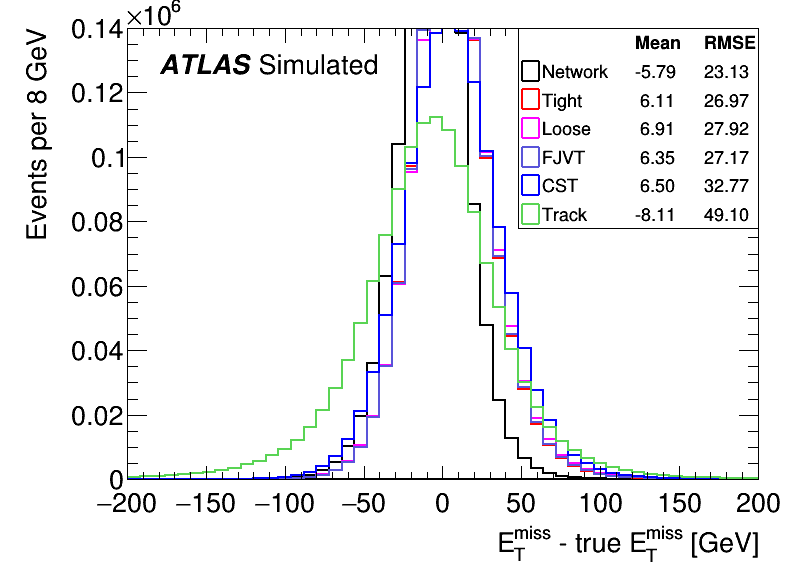 ×10^6
ATLAS Simulated
Events per 8 GeV
0.14
0.12
0.1
0.08
0.06
0.04
0.02
0
Mean RMSE
Network -5.79 23.13
Tight 6.11 26.97
Loose 6.91 27.92
FJVT 6.35 27.17
CST 6.50 32.77
Track -8.11 49.10
−200 −150 −100 −50 0 50 100 150 200
E_T^miss - true E_T^miss [GeV]